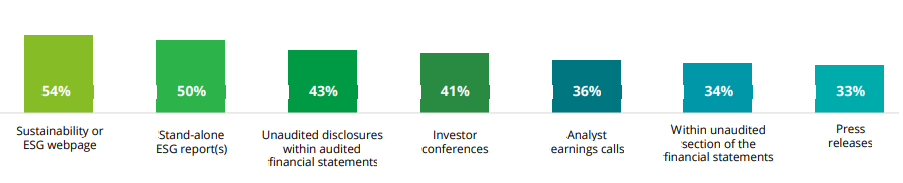 54%
50%
43%
41%
36%
34%
33%
Sustainability or
ESG webpage
Stand-alone
ESG report(s)
Unaudited disclosures
within audited
financial statements
Investor
conferences
Analyst
earnings calls
Within unaudited
section of the
financial statements
Press
releases